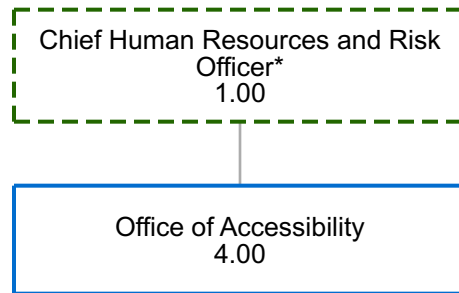 Chief Human Resources and Risk
Officer*
1.00
Office of Accessibility
4.00